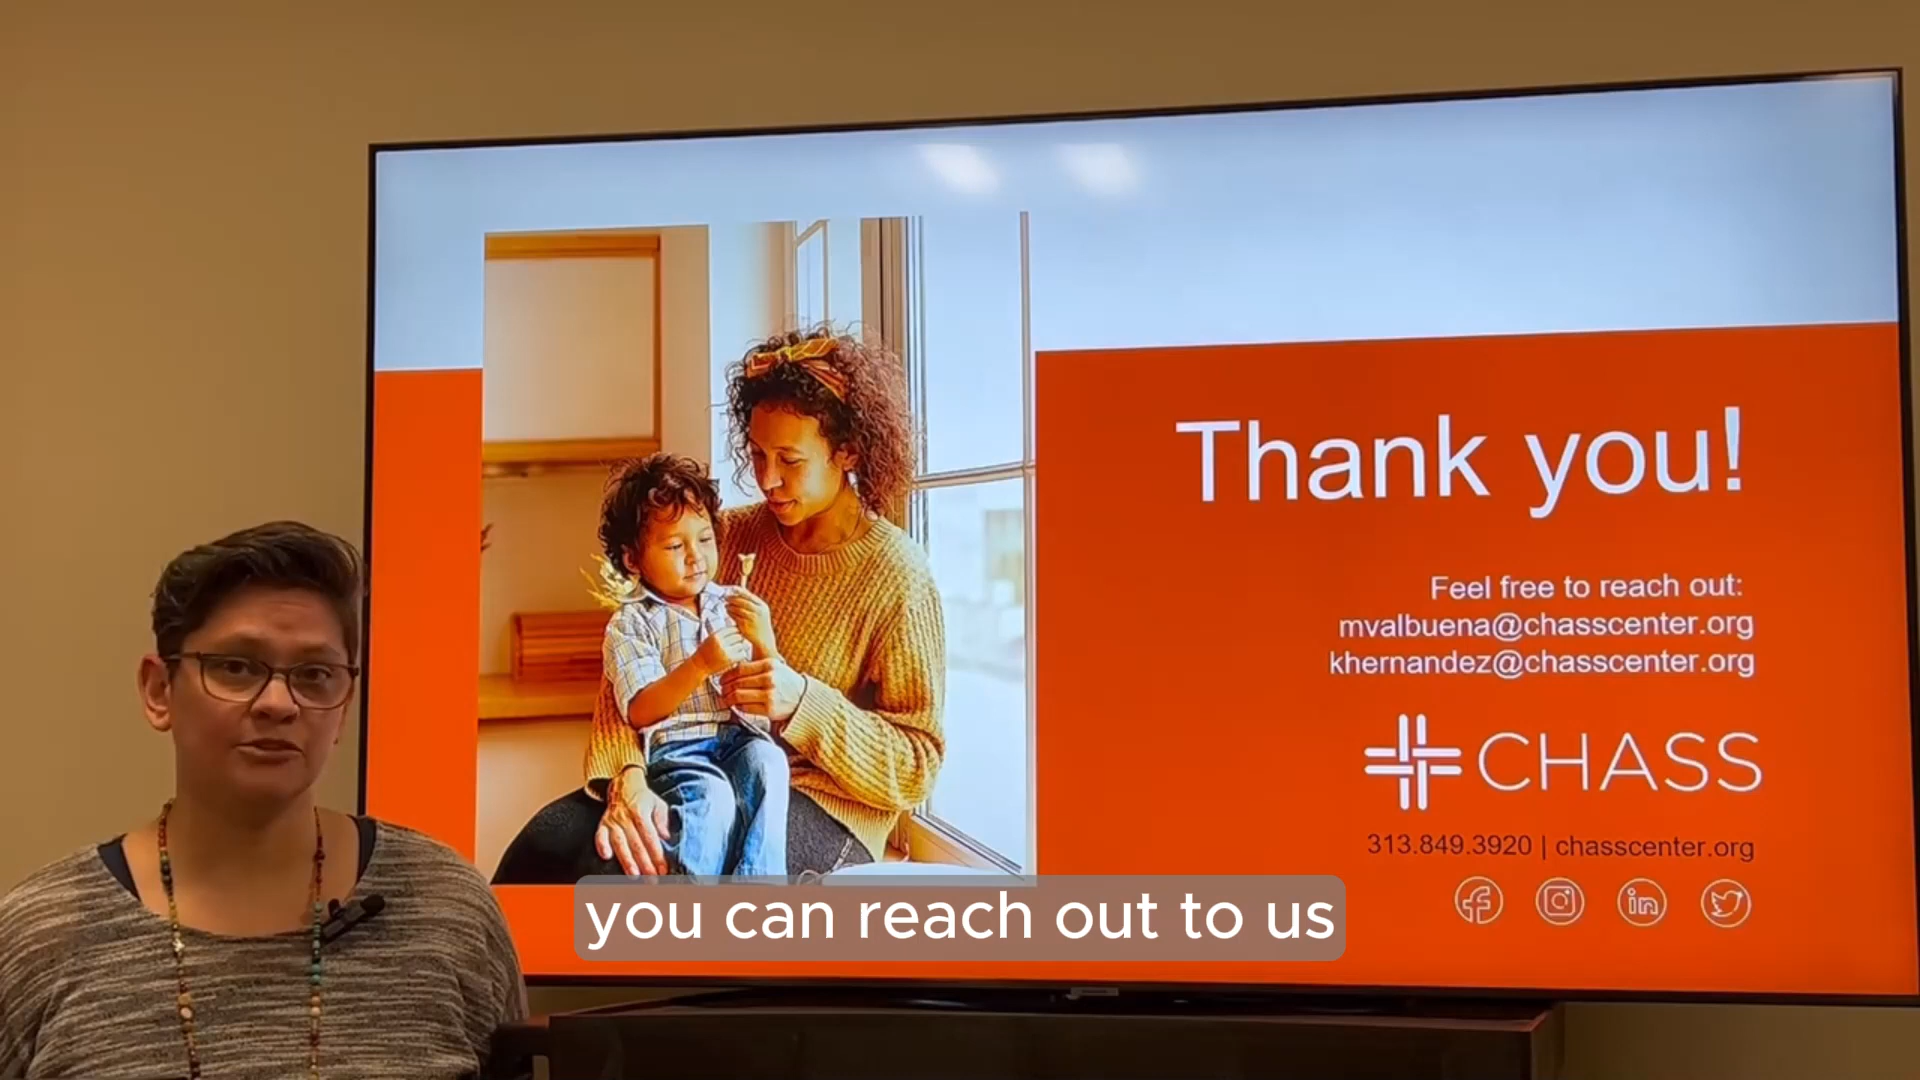 Thank you!
Feel free to reach out:
mvalbuena@chasscenter.org
khernandez@chasscenter.org
CHASS
313.849.3920 | chasscenter.org
in
you can reach out to us